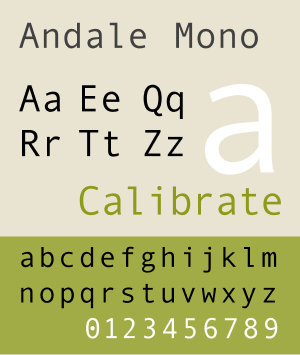 Andale Mono
Aa Ee Qq
Rr Tt Zz
a
Calibrate
abcdefghijklm
nopqrstuvwxyz
0123456789